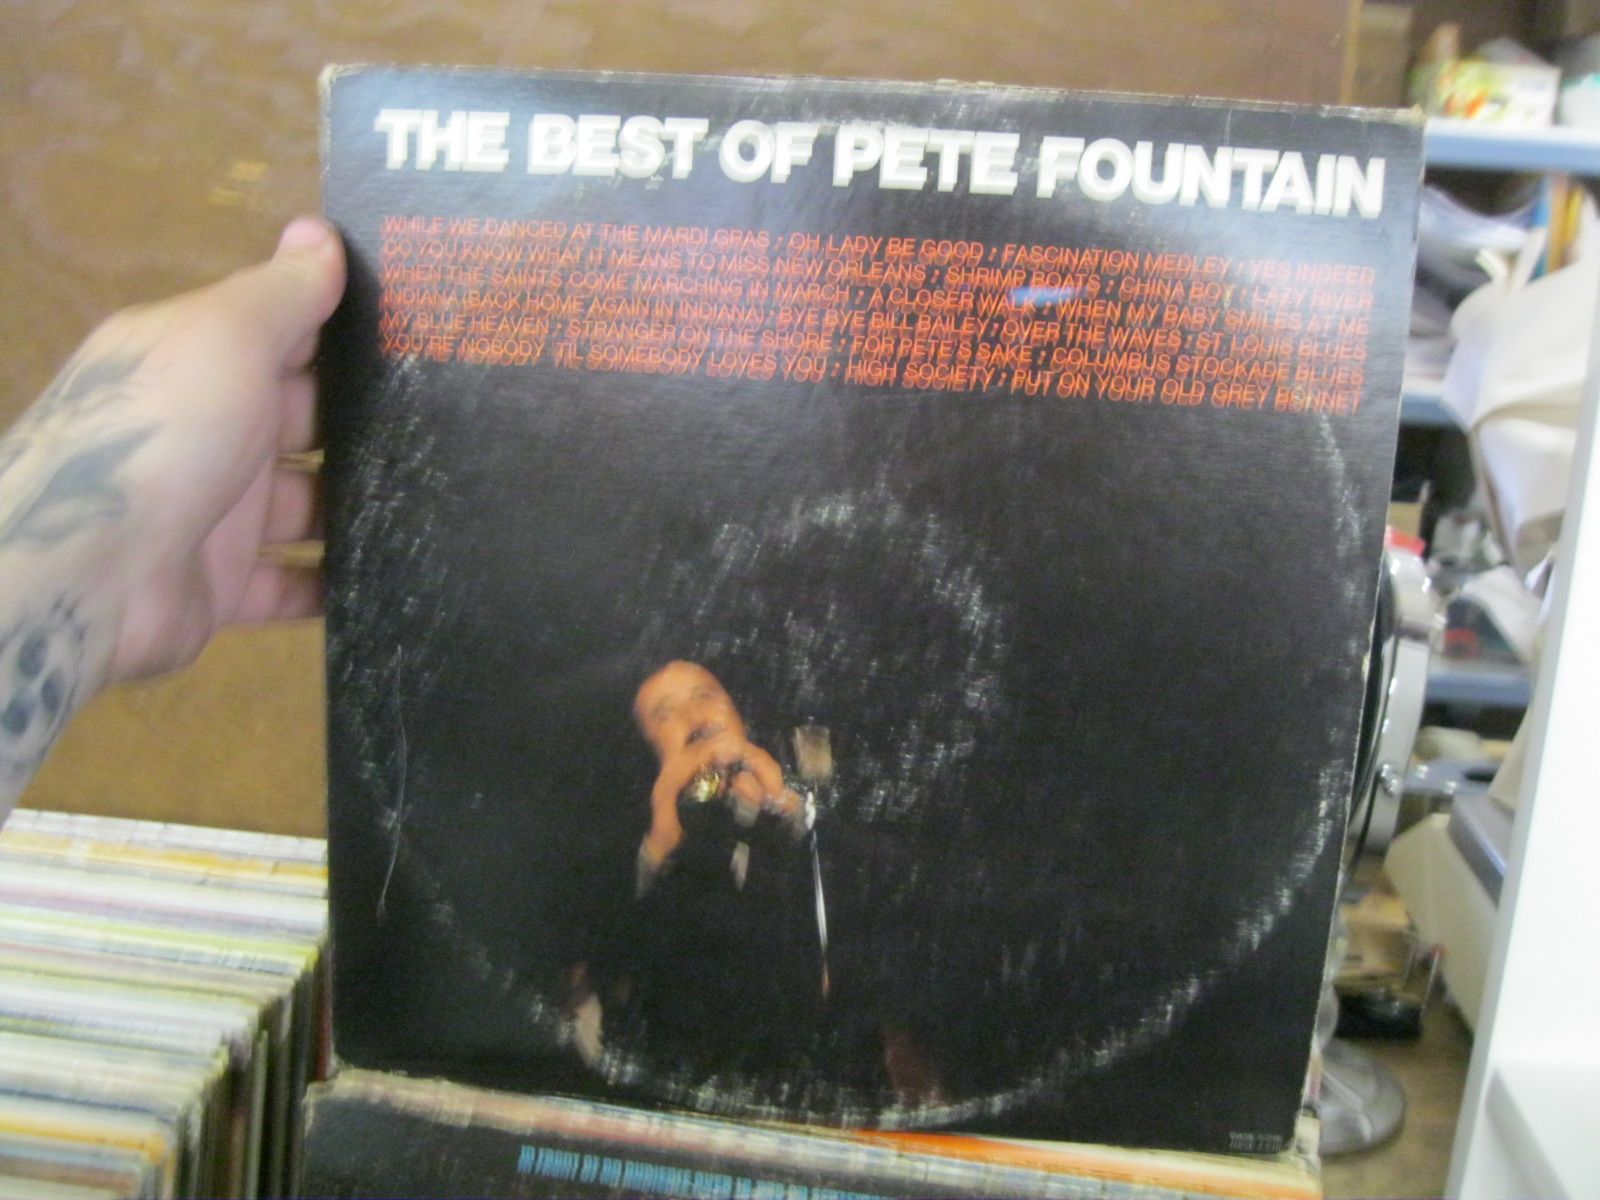 THE BEST OF PETE FOUNTAIN
WHILE WE DANCED AT THE MARDI GRAS : OH, LADY BE GOOD : FASCINATION MEDLEY : YES INDEED
DO YOU KNOW WHAT IT MEANS TO MISS NEW ORLEANS : SHRIMP BOATS : CHINA BOY : LAZY RIVER
WHEN THE SAINTS COME MARCHING IN MARCH : A CLOSER WALK : WHEN MY BABY SMILES AT ME
INDIANA (BACK HOME AGAIN IN INDIANA) : BYE BYE BILL BAILEY : OVER THE WAVES : ST. LOUIS BLUES
MY BLUE HEAVEN : STRANGER ON THE SHORE : FOR PETE'S SAKE : COLUMBUS STOCKADE BLUES
YOU'RE NOBODY 'TIL SOMEBODY LOVES YOU : HIGH SOCIETY : PUT ON YOUR OLD GREY BONNET